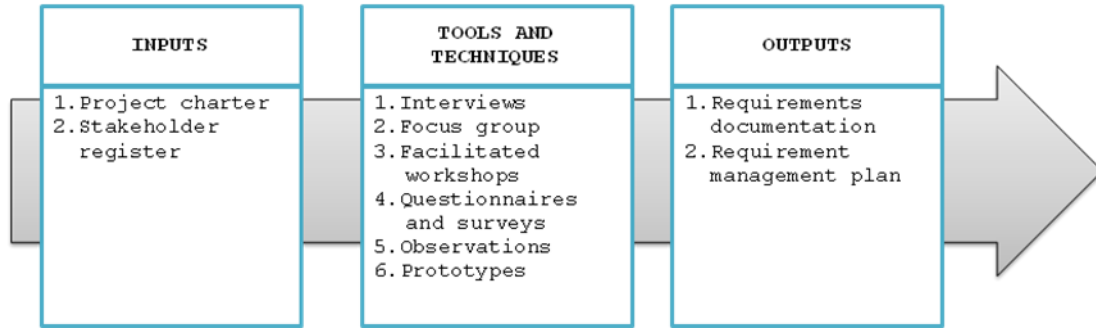 INPUTS
1.Project charter
2.Stakeholder
register
TOOLS AND
TECHNIQUES
1.Interviews
2.Focus group
3.Facilitated
workshops
4.Questionnaires
and surveys
5.Observations
6.Prototypes
OUTPUTS
1.Requirements
documentation
2.Requirement
management plan